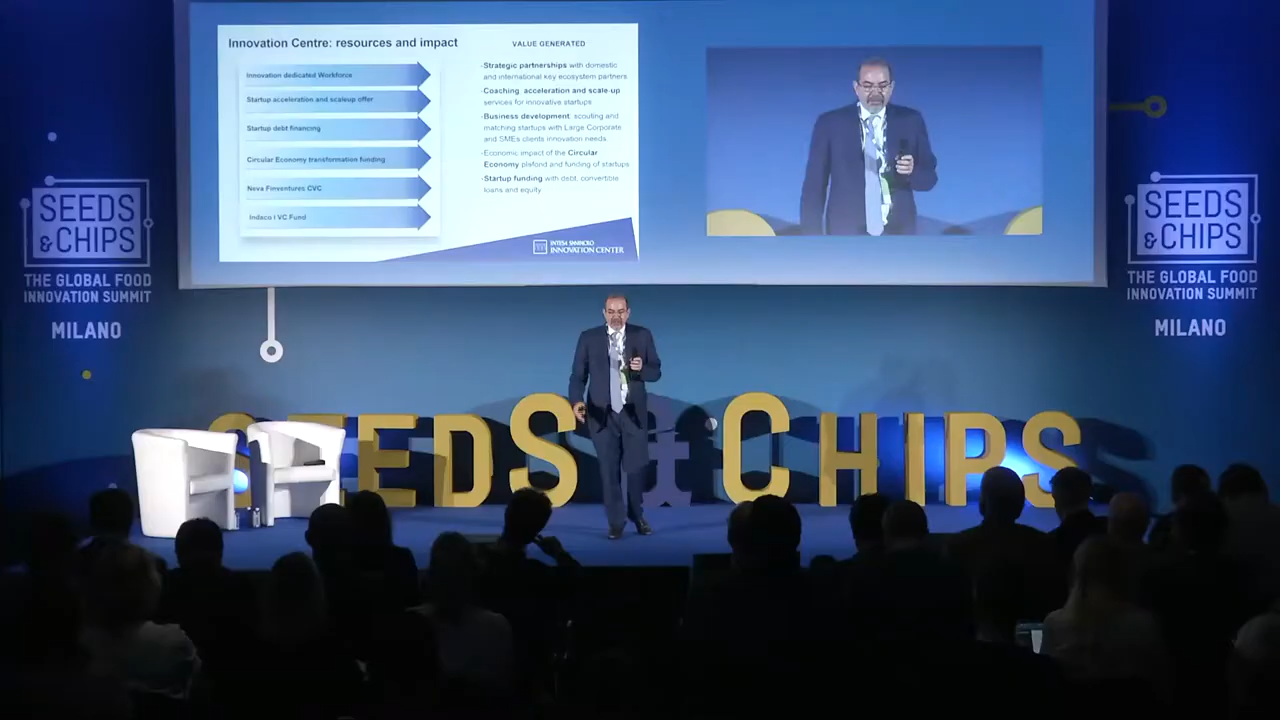 Innovation Centre: resources and impact
Innovation dedicated Workforce
Startup acceleration and scaleup offer
Startup debt financing
Circular Economy transformation funding
Neva Finventures CVC
Indaco I VC Fund
VALUE GENERATED
-Strategic partnerships with domestic
and international key ecosystem partners
-Coaching, acceleration and scale-up
services for innovative startups
-Business development: scouting and
matching startups with Large Corporate
and SMEs clients innovation needs
-Economic impact of the Circular
Economy plafond and funding of startups
-Startup funding with debt, convertible
loans and equity.
INTESA SANPAOLO
INNOVATION CENTER
SEEDS
&CHIPS
THE GLOBAL FOOD
INNOVATION SUMMIT
MILANO
SEEDS
&CHIPS
THE GLOBAL FOOD
INNOVATION SUMMIT
MILANO
SEEDS & CHIPS